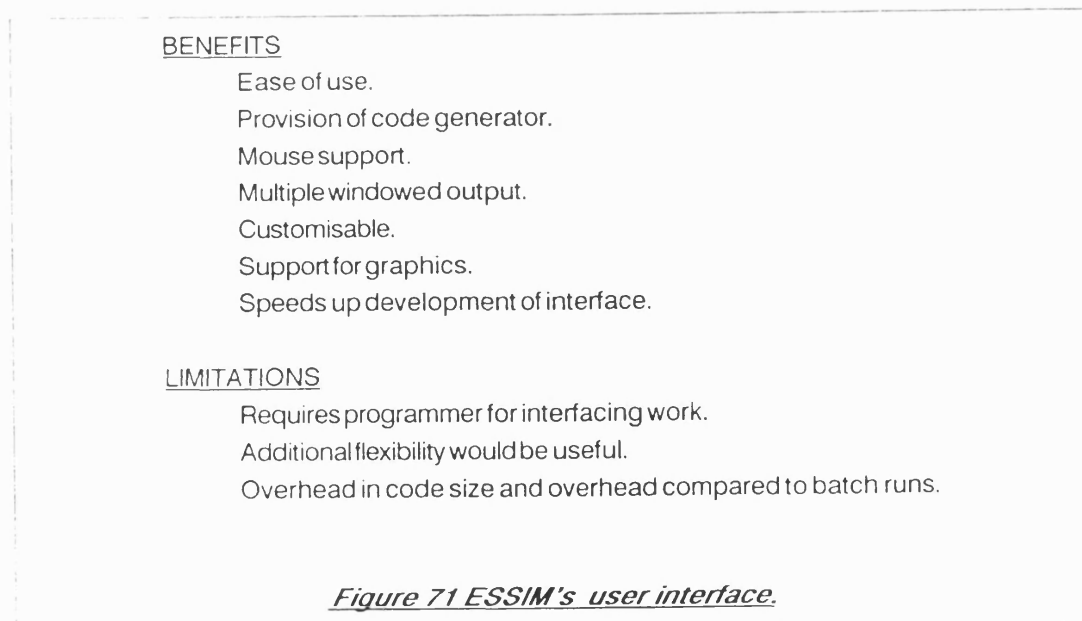 BENEFITS
Ease of use.
Provision of code generator.
Mouse support.
Multiple windowed output.
Customisable.
Support for graphics.
Speeds up development of interface.
LIMITATIONS
Requires programmer for interfacing work.
Additional flexibility would be useful.
Overhead in code size and overhead compared to batch runs.
Figure 71 ESSIM's user interface.